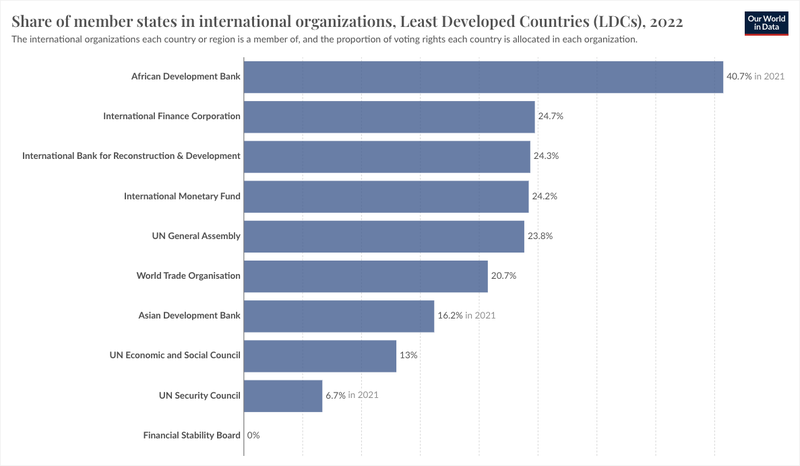 Share of member states in international organizations, Least Developed Countries (LDCs), 2022
Our World
in Data
The international organizations each country or region is a member of, and the proportion of voting rights each country is allocated in each organization.
African Development Bank 40.7% in 2021
International Finance Corporation 24.7%
International Bank for Reconstruction & Development 24.3%
International Monetary Fund 24.2%
UN General Assembly 23.8%
World Trade Organisation 20.7%
Asian Development Bank 16.2% in 2021
UN Economic and Social Council 13%
UN Security Council 6.7% in 2021
Financial Stability Board 0%